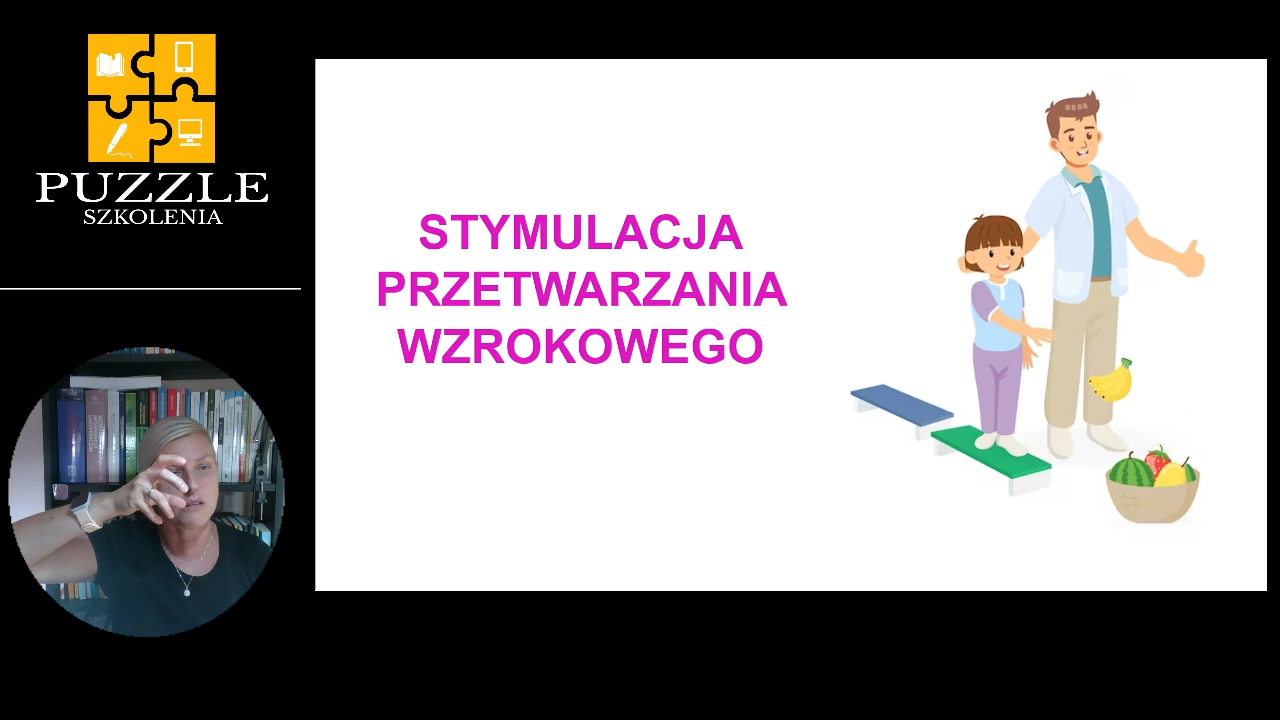 PUZZLE
SZKOLENIA
STYMULACJA
PRZETWARZANIA
WZROKOWEGO